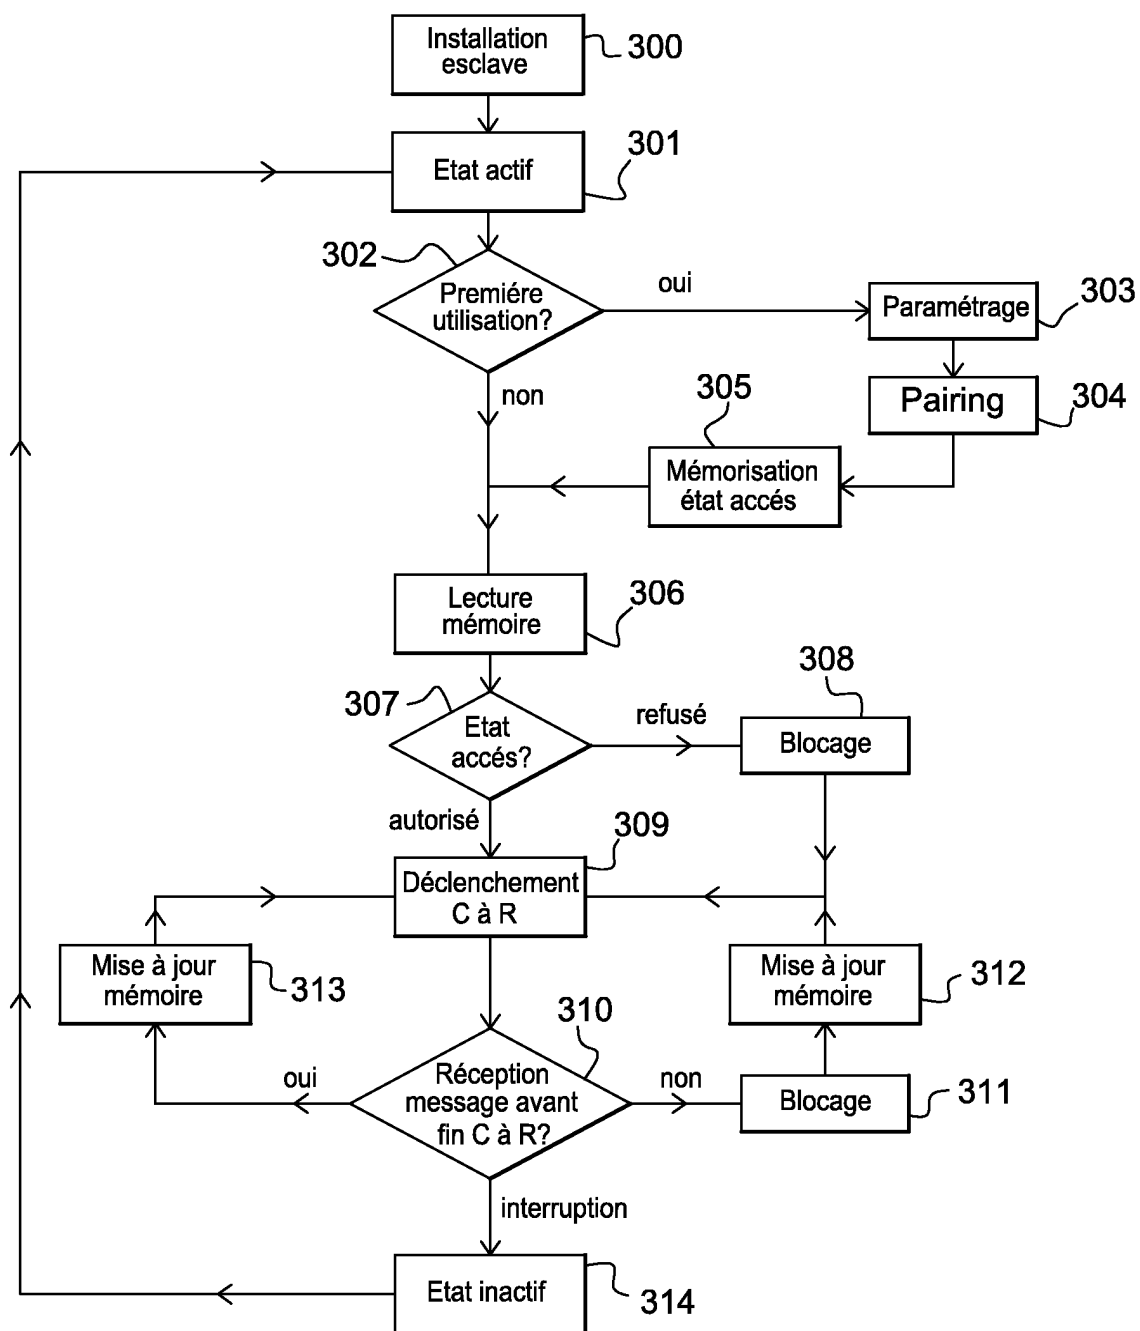 Installation
esclave
300
Etat actif
301
302
Premiére
utilisation?
oui
Paramétrage
303
non
Pairing
304
305
Mémorisation
état accés
Lecture
mémoire
306
307
Etat
accés?
refusé
308
Blocage
autorisé
309
Déclenchement
C à R
Mise à jour
mémoire
313
Mise à jour
mémoire
312
310
oui
Réception
message avant
fin C à R?
non
Blocage
311
interruption
Etat inactif
314